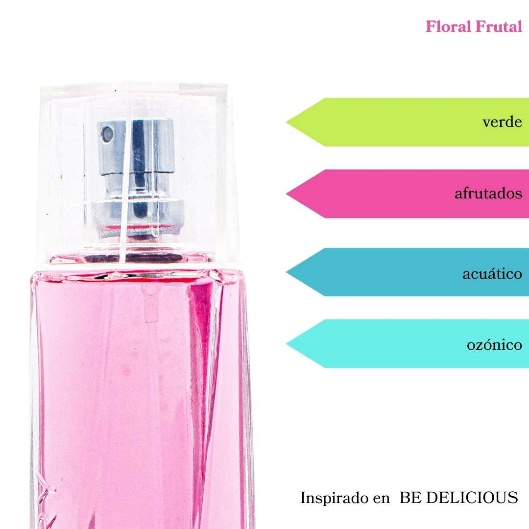 Floral Frutal
verde
afrutados
acuático
ozónico
Inspirado en BE DELICIOUS